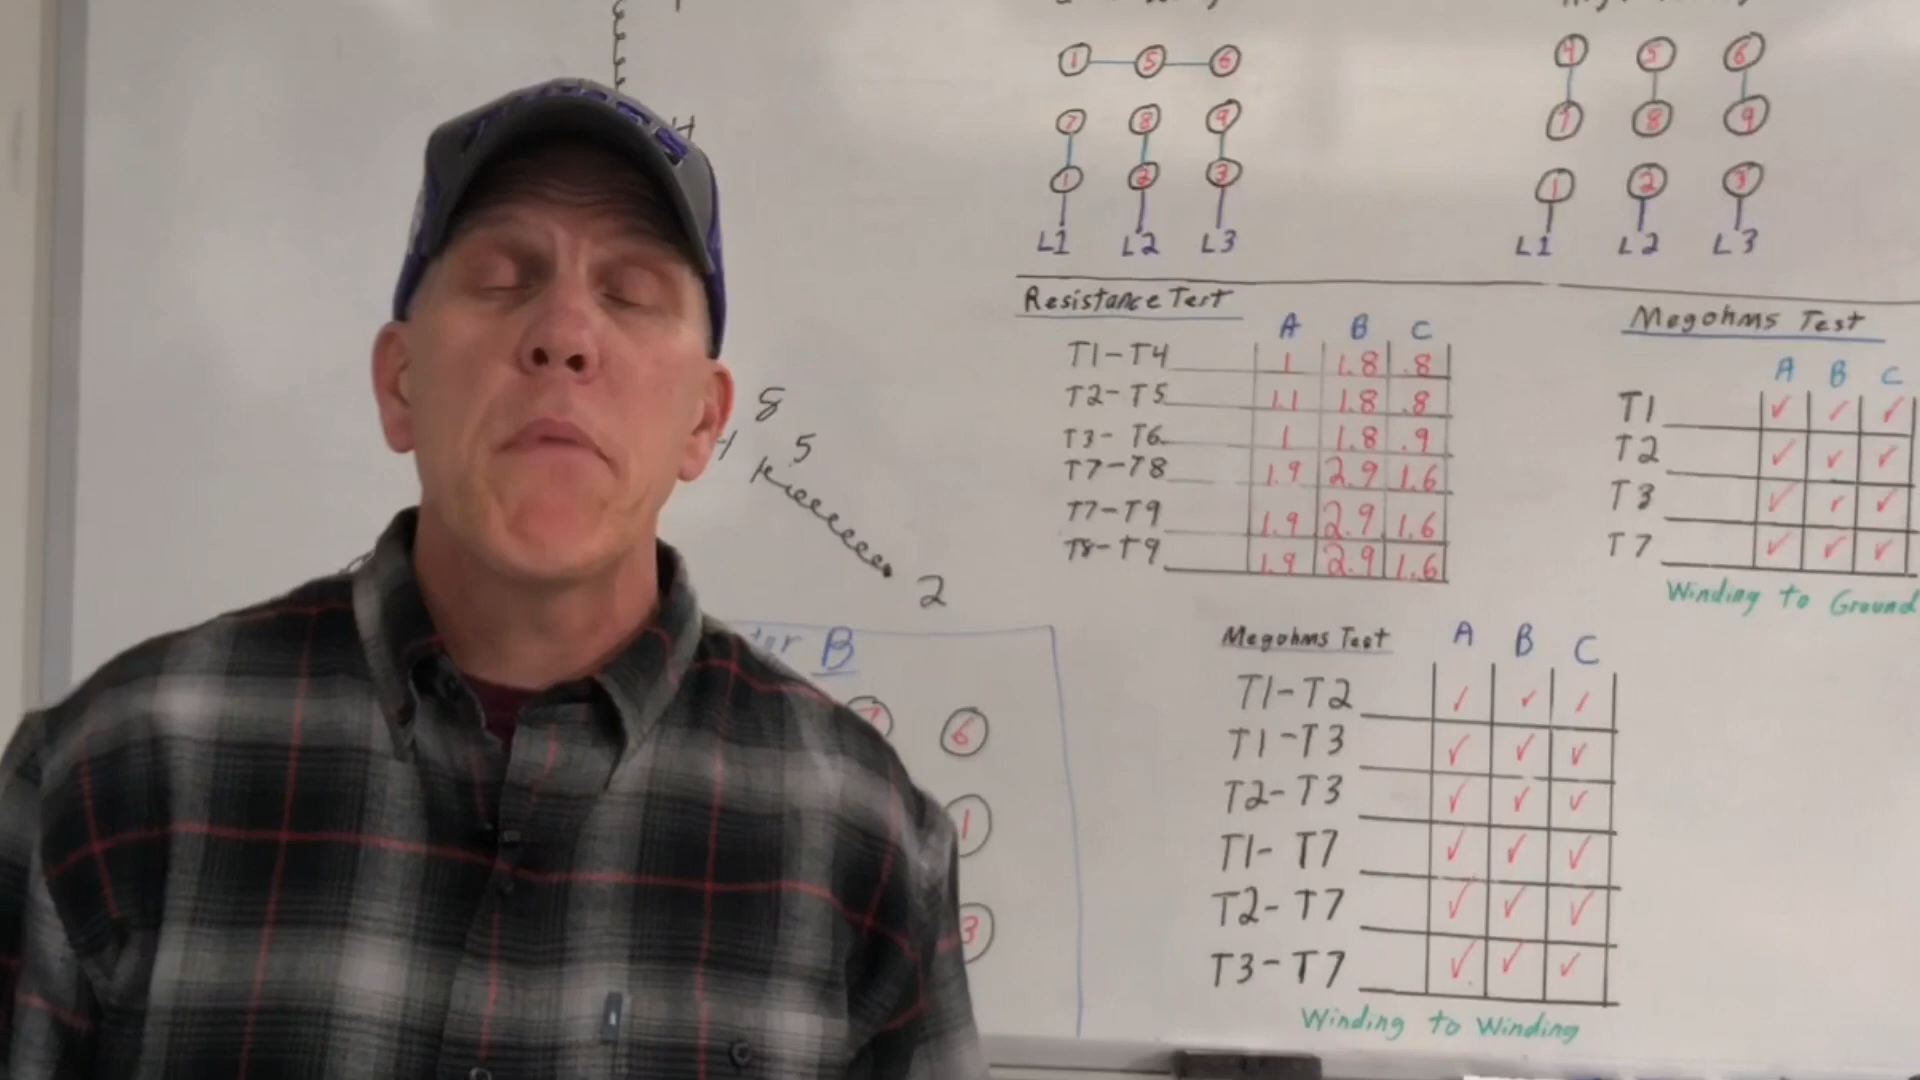 1 5 6
7 8 9
1 2 3
L1 L2 L3
4 5 6
7 8 9
1 2 3
L1 L2 L3
Resistance Test
A B C
T1-T4 1 1.8 .8
T2-T5 1.1 1.8 .8
T3-T6 1 1.8 .9
T7-T8 1.9 2.9 1.6
T7-T9 1.9 2.9 1.6
T8-T9 1.9 2.9 1.6
Megohms Test
A B C
T1 ✓ ✓ ✓
T2 ✓ ✓ ✓
T3 ✓ ✓ ✓
T7 ✓ ✓ ✓
Winding to Ground
8
5
2
B
6
1
3
Megohms Test A B C
T1-T2 ✓ ✓ ✓
T1-T3 ✓ ✓ ✓
T2-T3 ✓ ✓ ✓
T1-T7 ✓ ✓ ✓
T2-T7 ✓ ✓ ✓
T3-T7 ✓ ✓ ✓
Winding to Winding